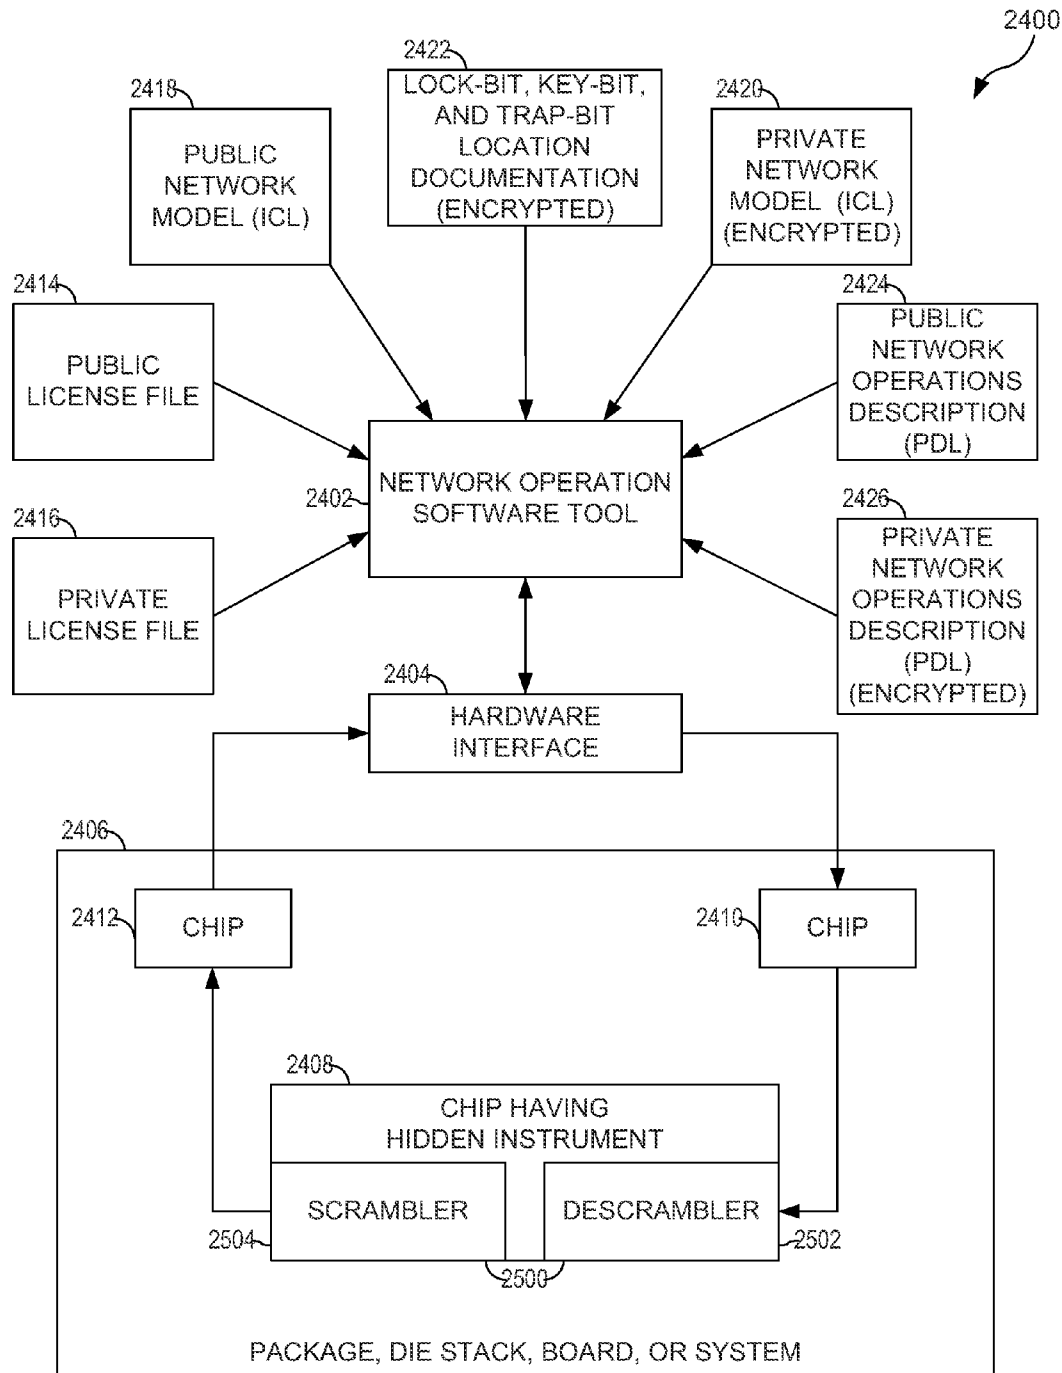 2400
2422
LOCK-BIT, KEY-BIT,
AND TRAP-BIT
LOCATION
DOCUMENTATION
(ENCRYPTED)
2418
PUBLIC
NETWORK
MODEL (ICL)
2420
PRIVATE
NETWORK
MODEL (ICL)
(ENCRYPTED)
2414
PUBLIC
LICENSE FILE
2424
PUBLIC
NETWORK
OPERATIONS
DESCRIPTION
(PDL)
2402
NETWORK OPERATION
SOFTWARE TOOL
2416
PRIVATE
LICENSE FILE
2426
PRIVATE
NETWORK
OPERATIONS
DESCRIPTION
(PDL)
(ENCRYPTED)
2404
HARDWARE
INTERFACE
2406
2412
CHIP
2410
CHIP
2408
CHIP HAVING
HIDDEN INSTRUMENT
SCRAMBLER
DESCRAMBLER
2504
2500
2502
PACKAGE, DIE STACK, BOARD, OR SYSTEM